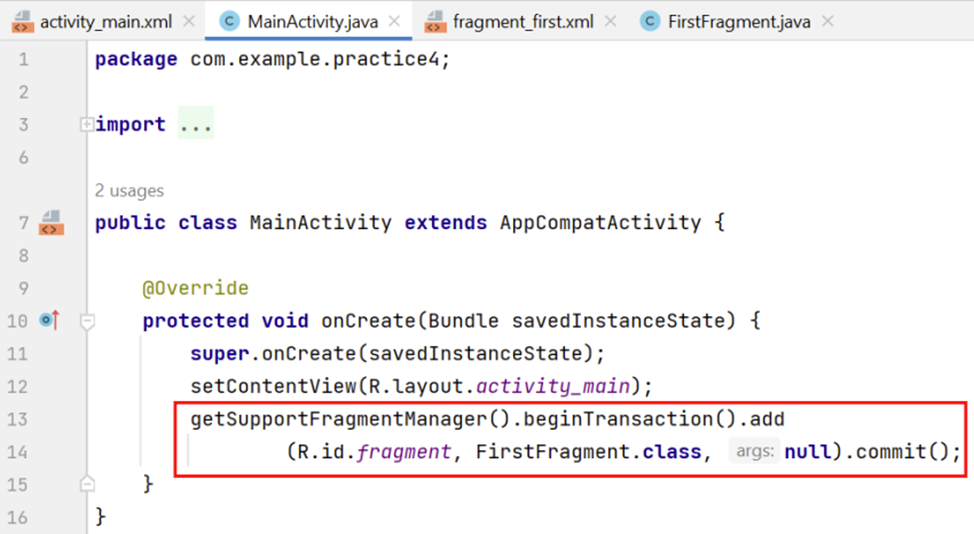 activity_main.xml MainActivity.java fragment_first.xml FirstFragment.java
1 package com.example.practice4;
2
3 import ...
6
2 usages
7 public class MainActivity extends AppCompatActivity {
8
9     @Override
10     protected void onCreate(Bundle savedInstanceState) {
11         super.onCreate(savedInstanceState);
12         setContentView(R.layout.activity_main);
13         getSupportFragmentManager().beginTransaction().add
14                 (R.id.fragment, FirstFragment.class, args: null).commit();
15     }
16 }